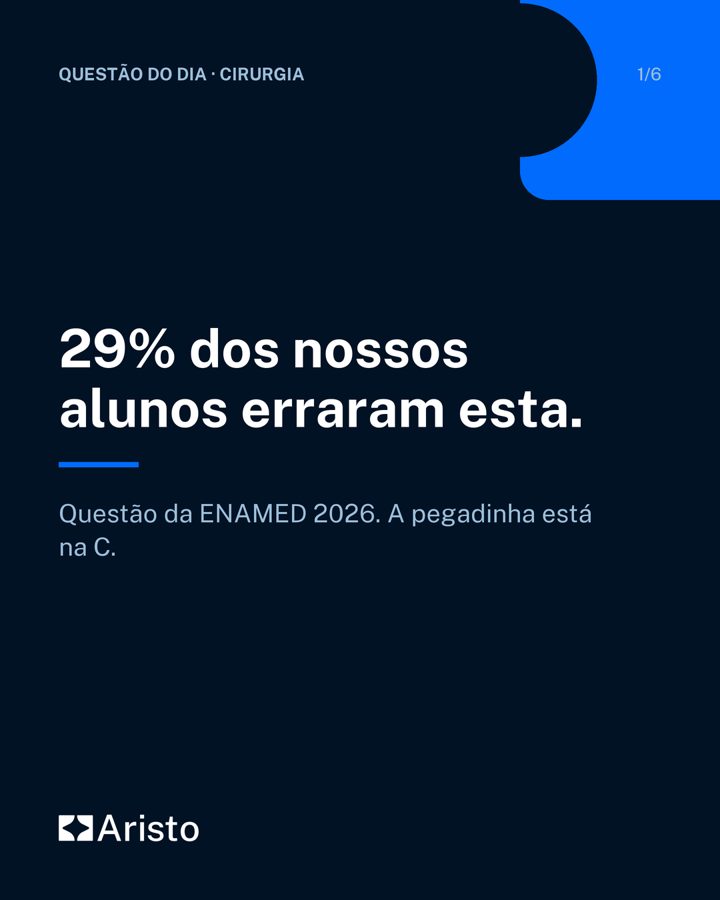 QUESTÃO DO DIA · CIRURGIA
1/6
29% dos nossos
alunos erraram esta.
Questão da ENAMED 2026. A pegadinha está
na C.
Aristo